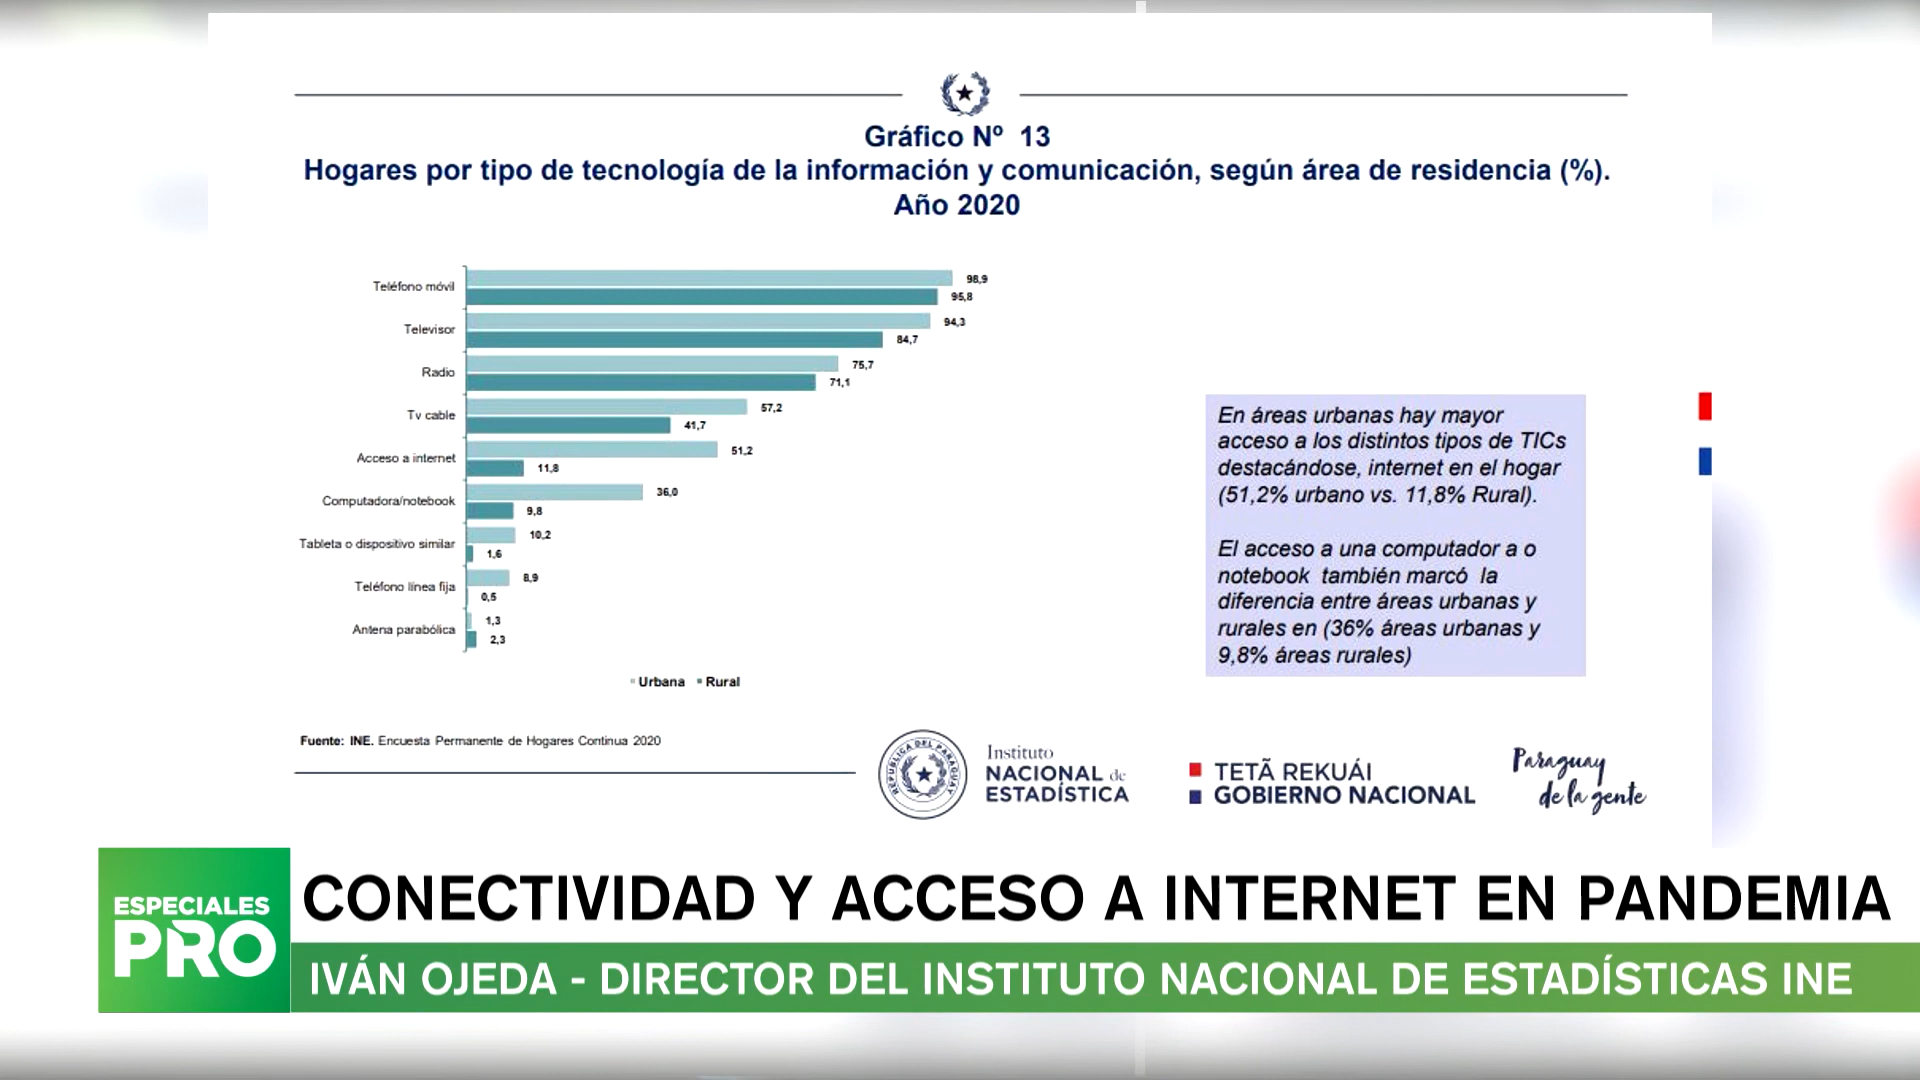 Gráfico Nº 13
Hogares por tipo de tecnología de la información y comunicación, según área de residencia (%).
Año 2020
Teléfono móvil
98,9
95,8
Televisor
94,3
84,7
Radio
75,7
71,1
Tv cable
57,2
41,7
Acceso a internet
51,2
11,8
Computadora/notebook
36,0
9,8
Tableta o dispositivo similar
10,2
1,6
Teléfono línea fija
8,9
0,5
Antena parabólica
1,3
2,3
Urbana Rural
En áreas urbanas hay mayor
acceso a los distintos tipos de TICs
destacándose, internet en el hogar
(51,2% urbano vs. 11,8% Rural).
El acceso a una computador a o
notebook también marcó la
diferencia entre áreas urbanas y
rurales en (36% áreas urbanas y
9,8% áreas rurales)
Fuente: INE. Encuesta Permanente de Hogares Continua 2020
REPUBLICA DEL PARAGUAY
Instituto
NACIONAL de
ESTADÍSTICA
TETÃ REKUÁI
GOBIERNO NACIONAL
Paraguay
de la gente
ESPECIALES
PRO
CONECTIVIDAD Y ACCESO A INTERNET EN PANDEMIA
IVÁN OJEDA - DIRECTOR DEL INSTITUTO NACIONAL DE ESTADÍSTICAS INE